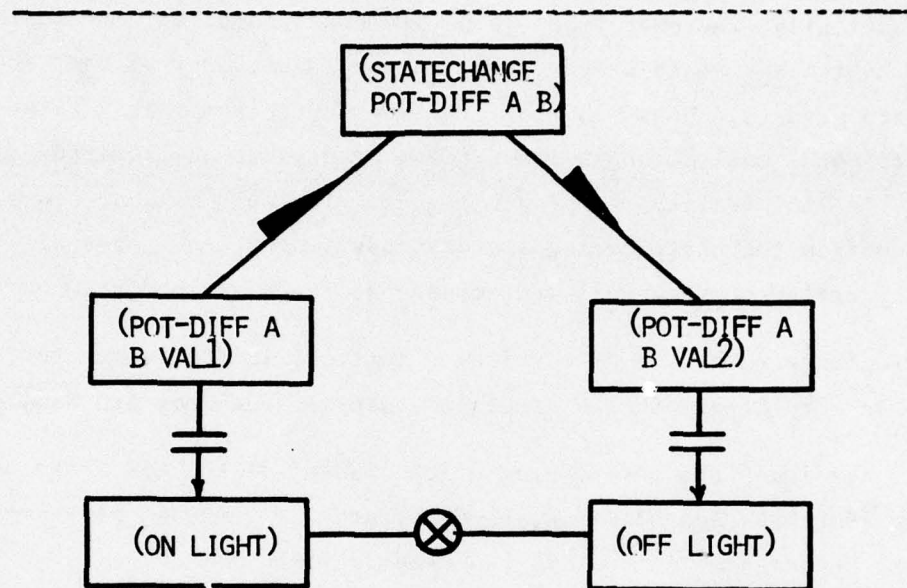 (STATECHANGE
POT-DIFF A B)
(POT-DIFF A
B VAL1)
(POT-DIFF A
B VAL2)
(ON LIGHT)
(OFF LIGHT)